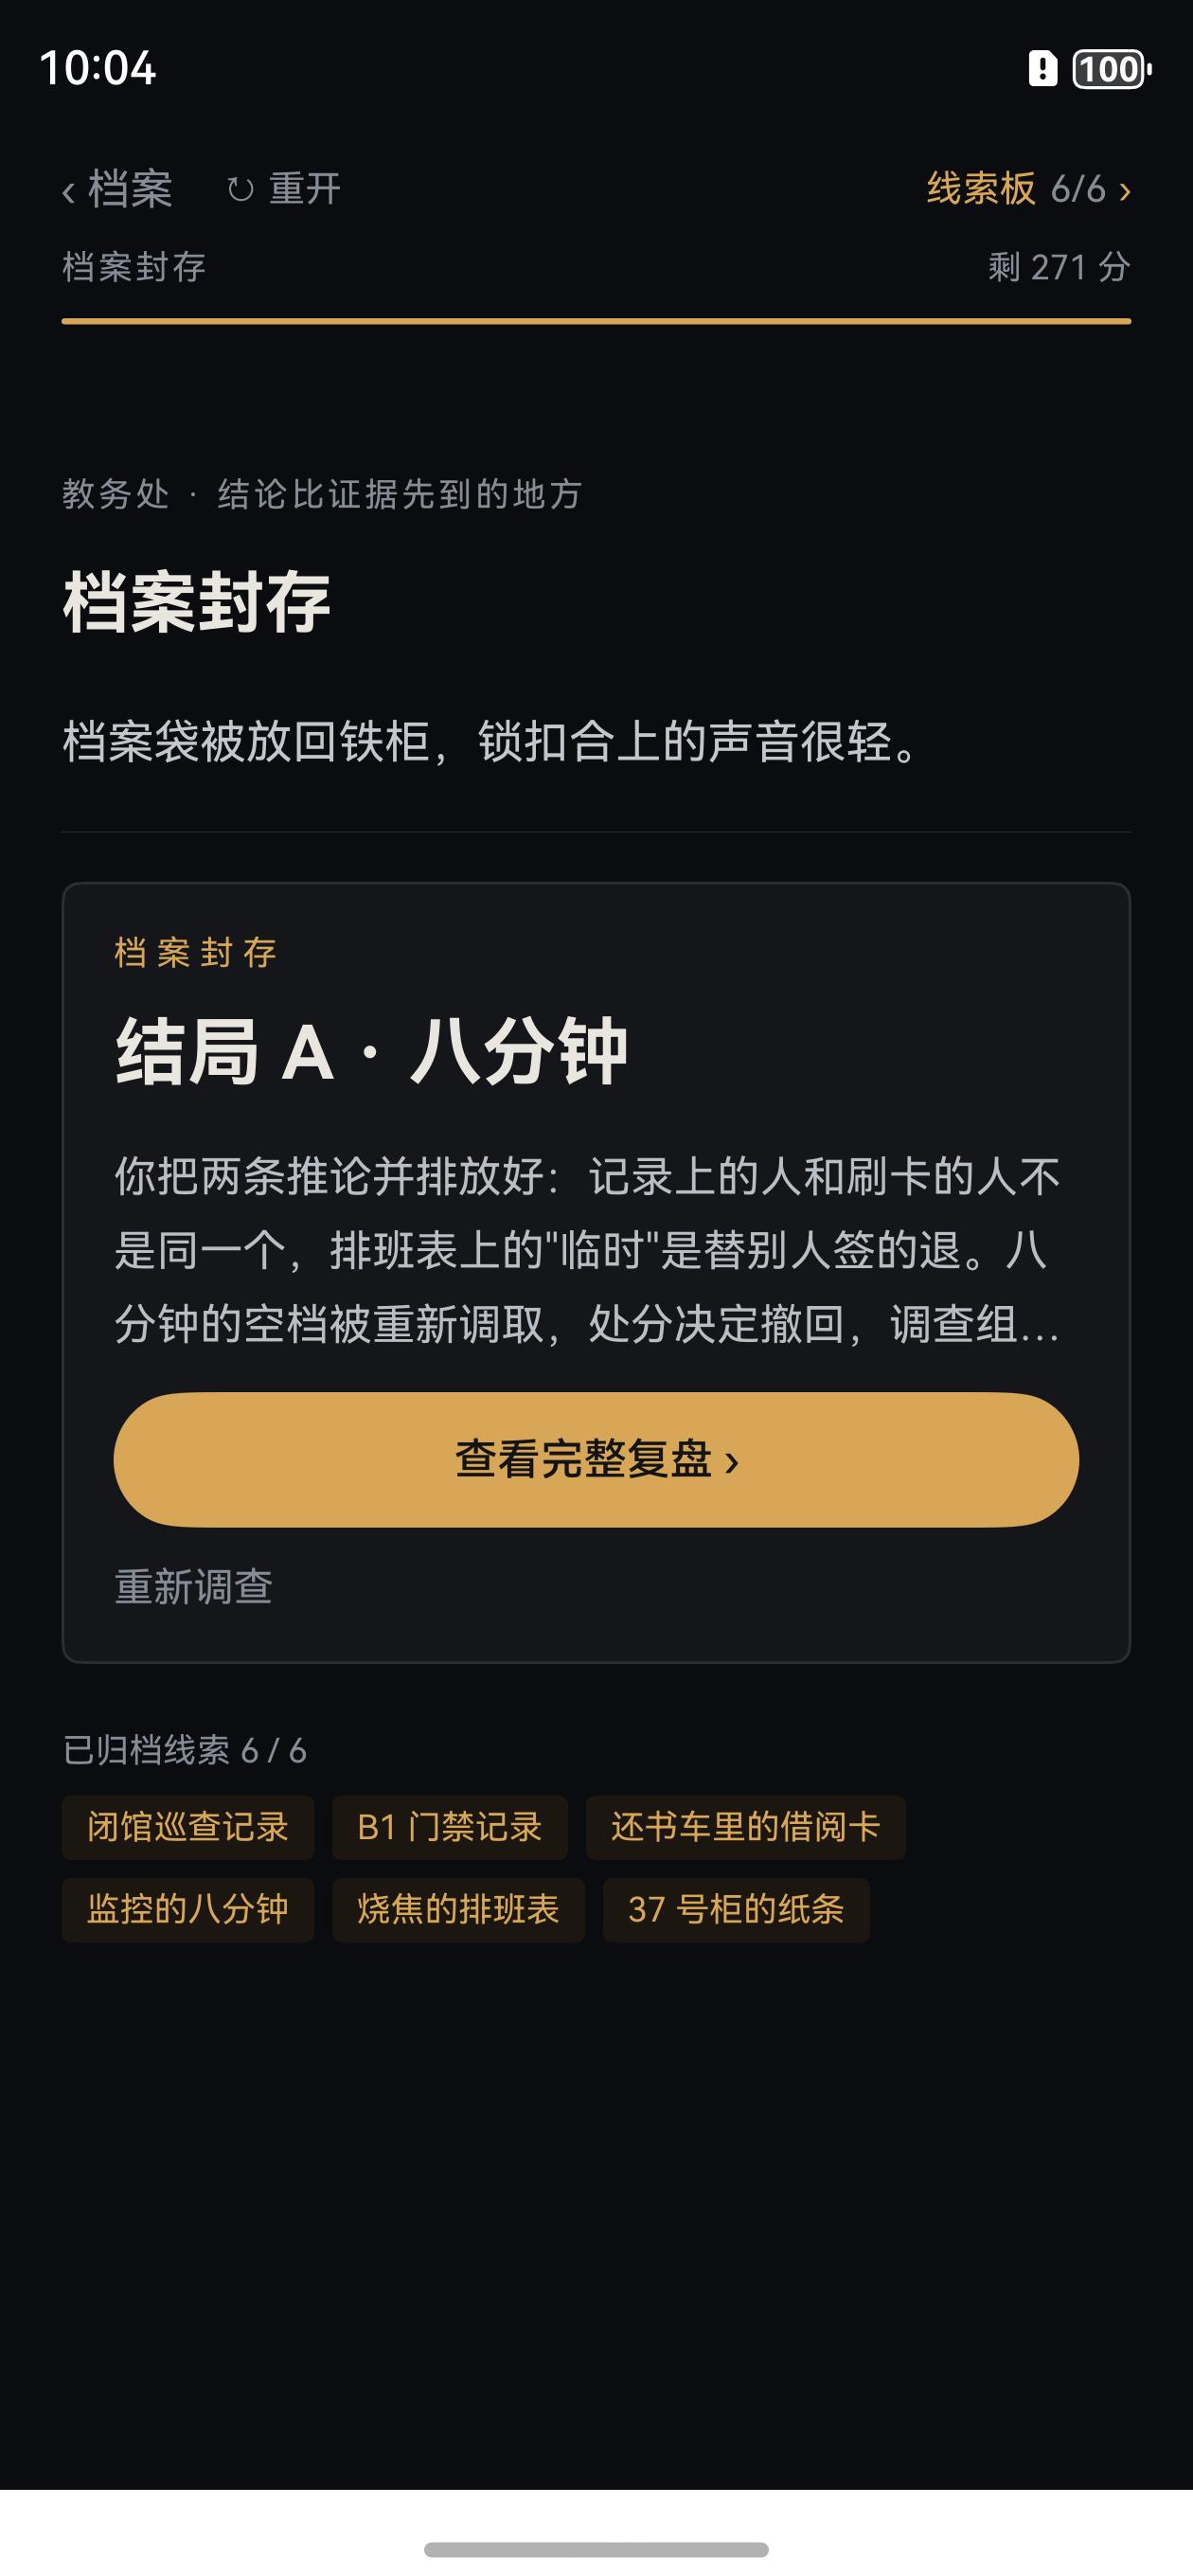 10:04
100
‹ 档案 ↻ 重开 线索板 6/6 ›
档案封存 剩 271 分
教务处 · 结论比证据先到的地方
档案封存
档案袋被放回铁柜，锁扣合上的声音很轻。
档案封存
结局 A · 八分钟
你把两条推论并排放好：记录上的人和刷卡的人不
是同一个，排班表上的"临时"是替别人签的退。八
分钟的空档被重新调取，处分决定撤回，调查组…
查看完整复盘 ›
重新调查
已归档线索 6 / 6
闭馆巡查记录 B1 门禁记录 还书车里的借阅卡
监控的八分钟 烧焦的排班表 37 号柜的纸条